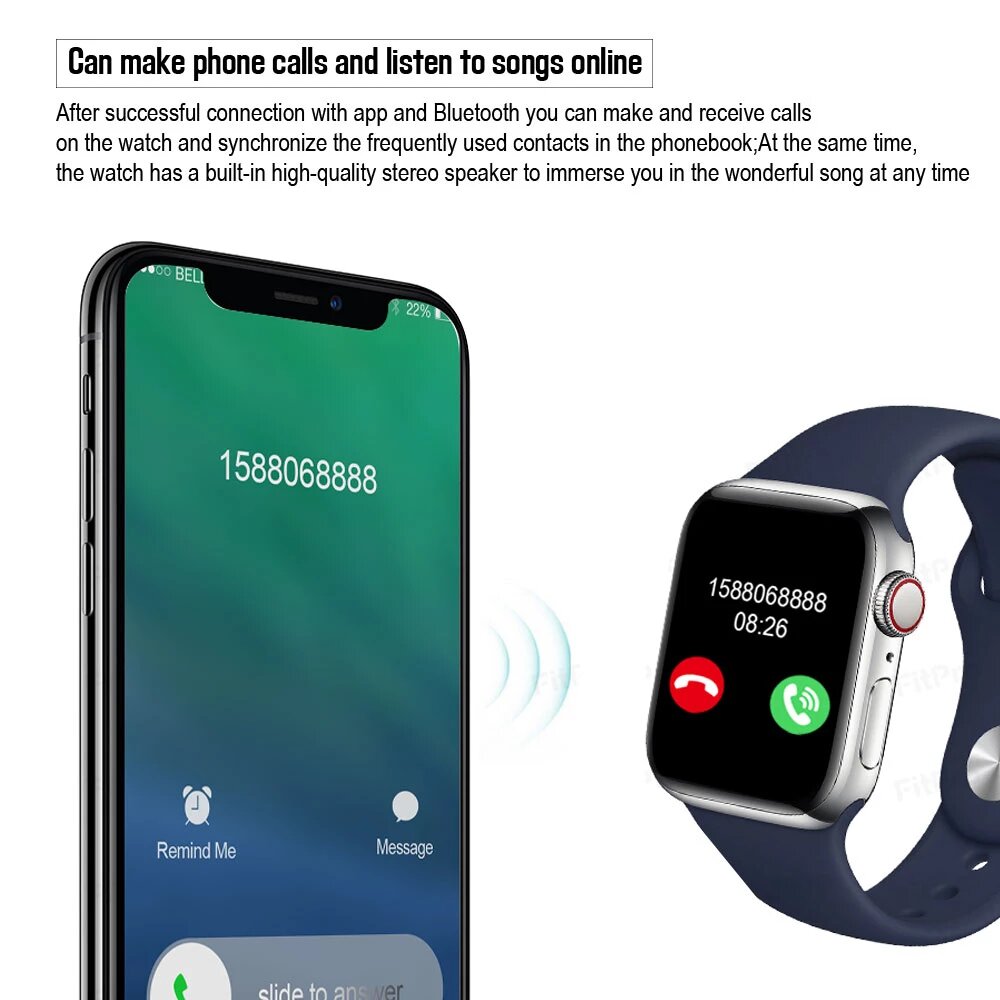 Can make phone calls and listen to songs online
After successful connection with app and Bluetooth you can make and receive calls
on the watch and synchronize the frequently used contacts in the phonebook;At the same time,
the watch has a built-in high-quality stereo speaker to immerse you in the wonderful song at any time
BELL
22%
1588068888
1588068888
08:26
Remind Me
Message
slide to answer